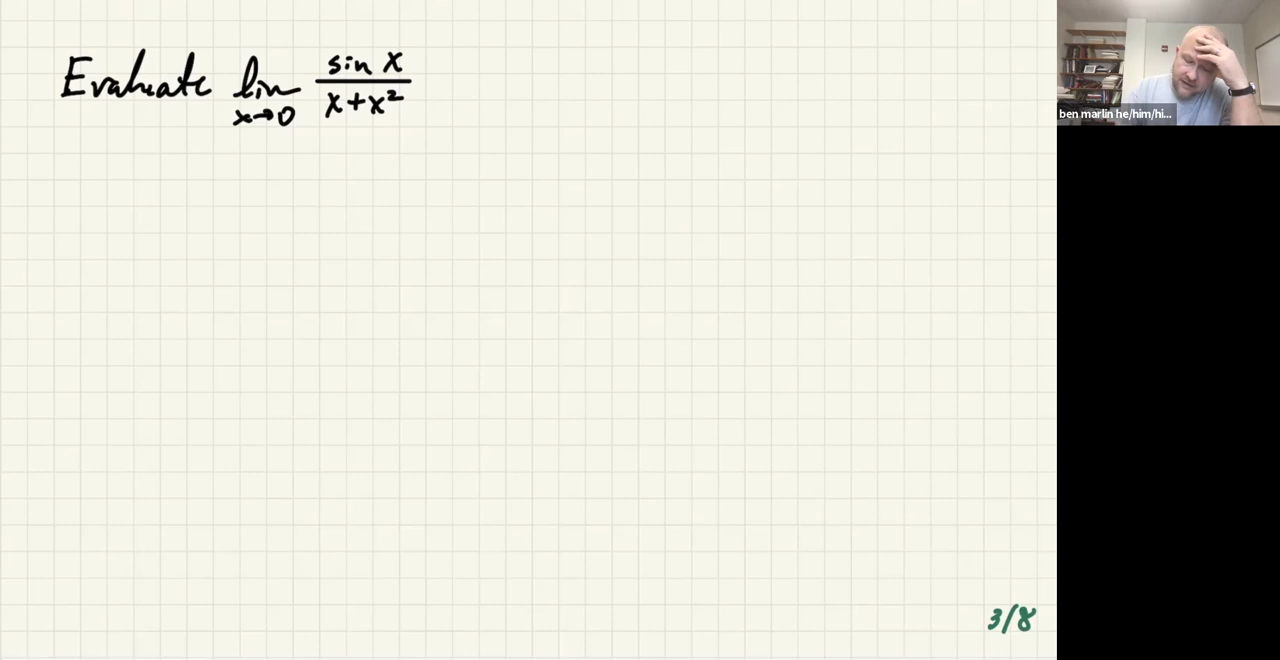 Evaluate lim x→0 sin x / x+x²
ben marlin he/him/hi...
3/8